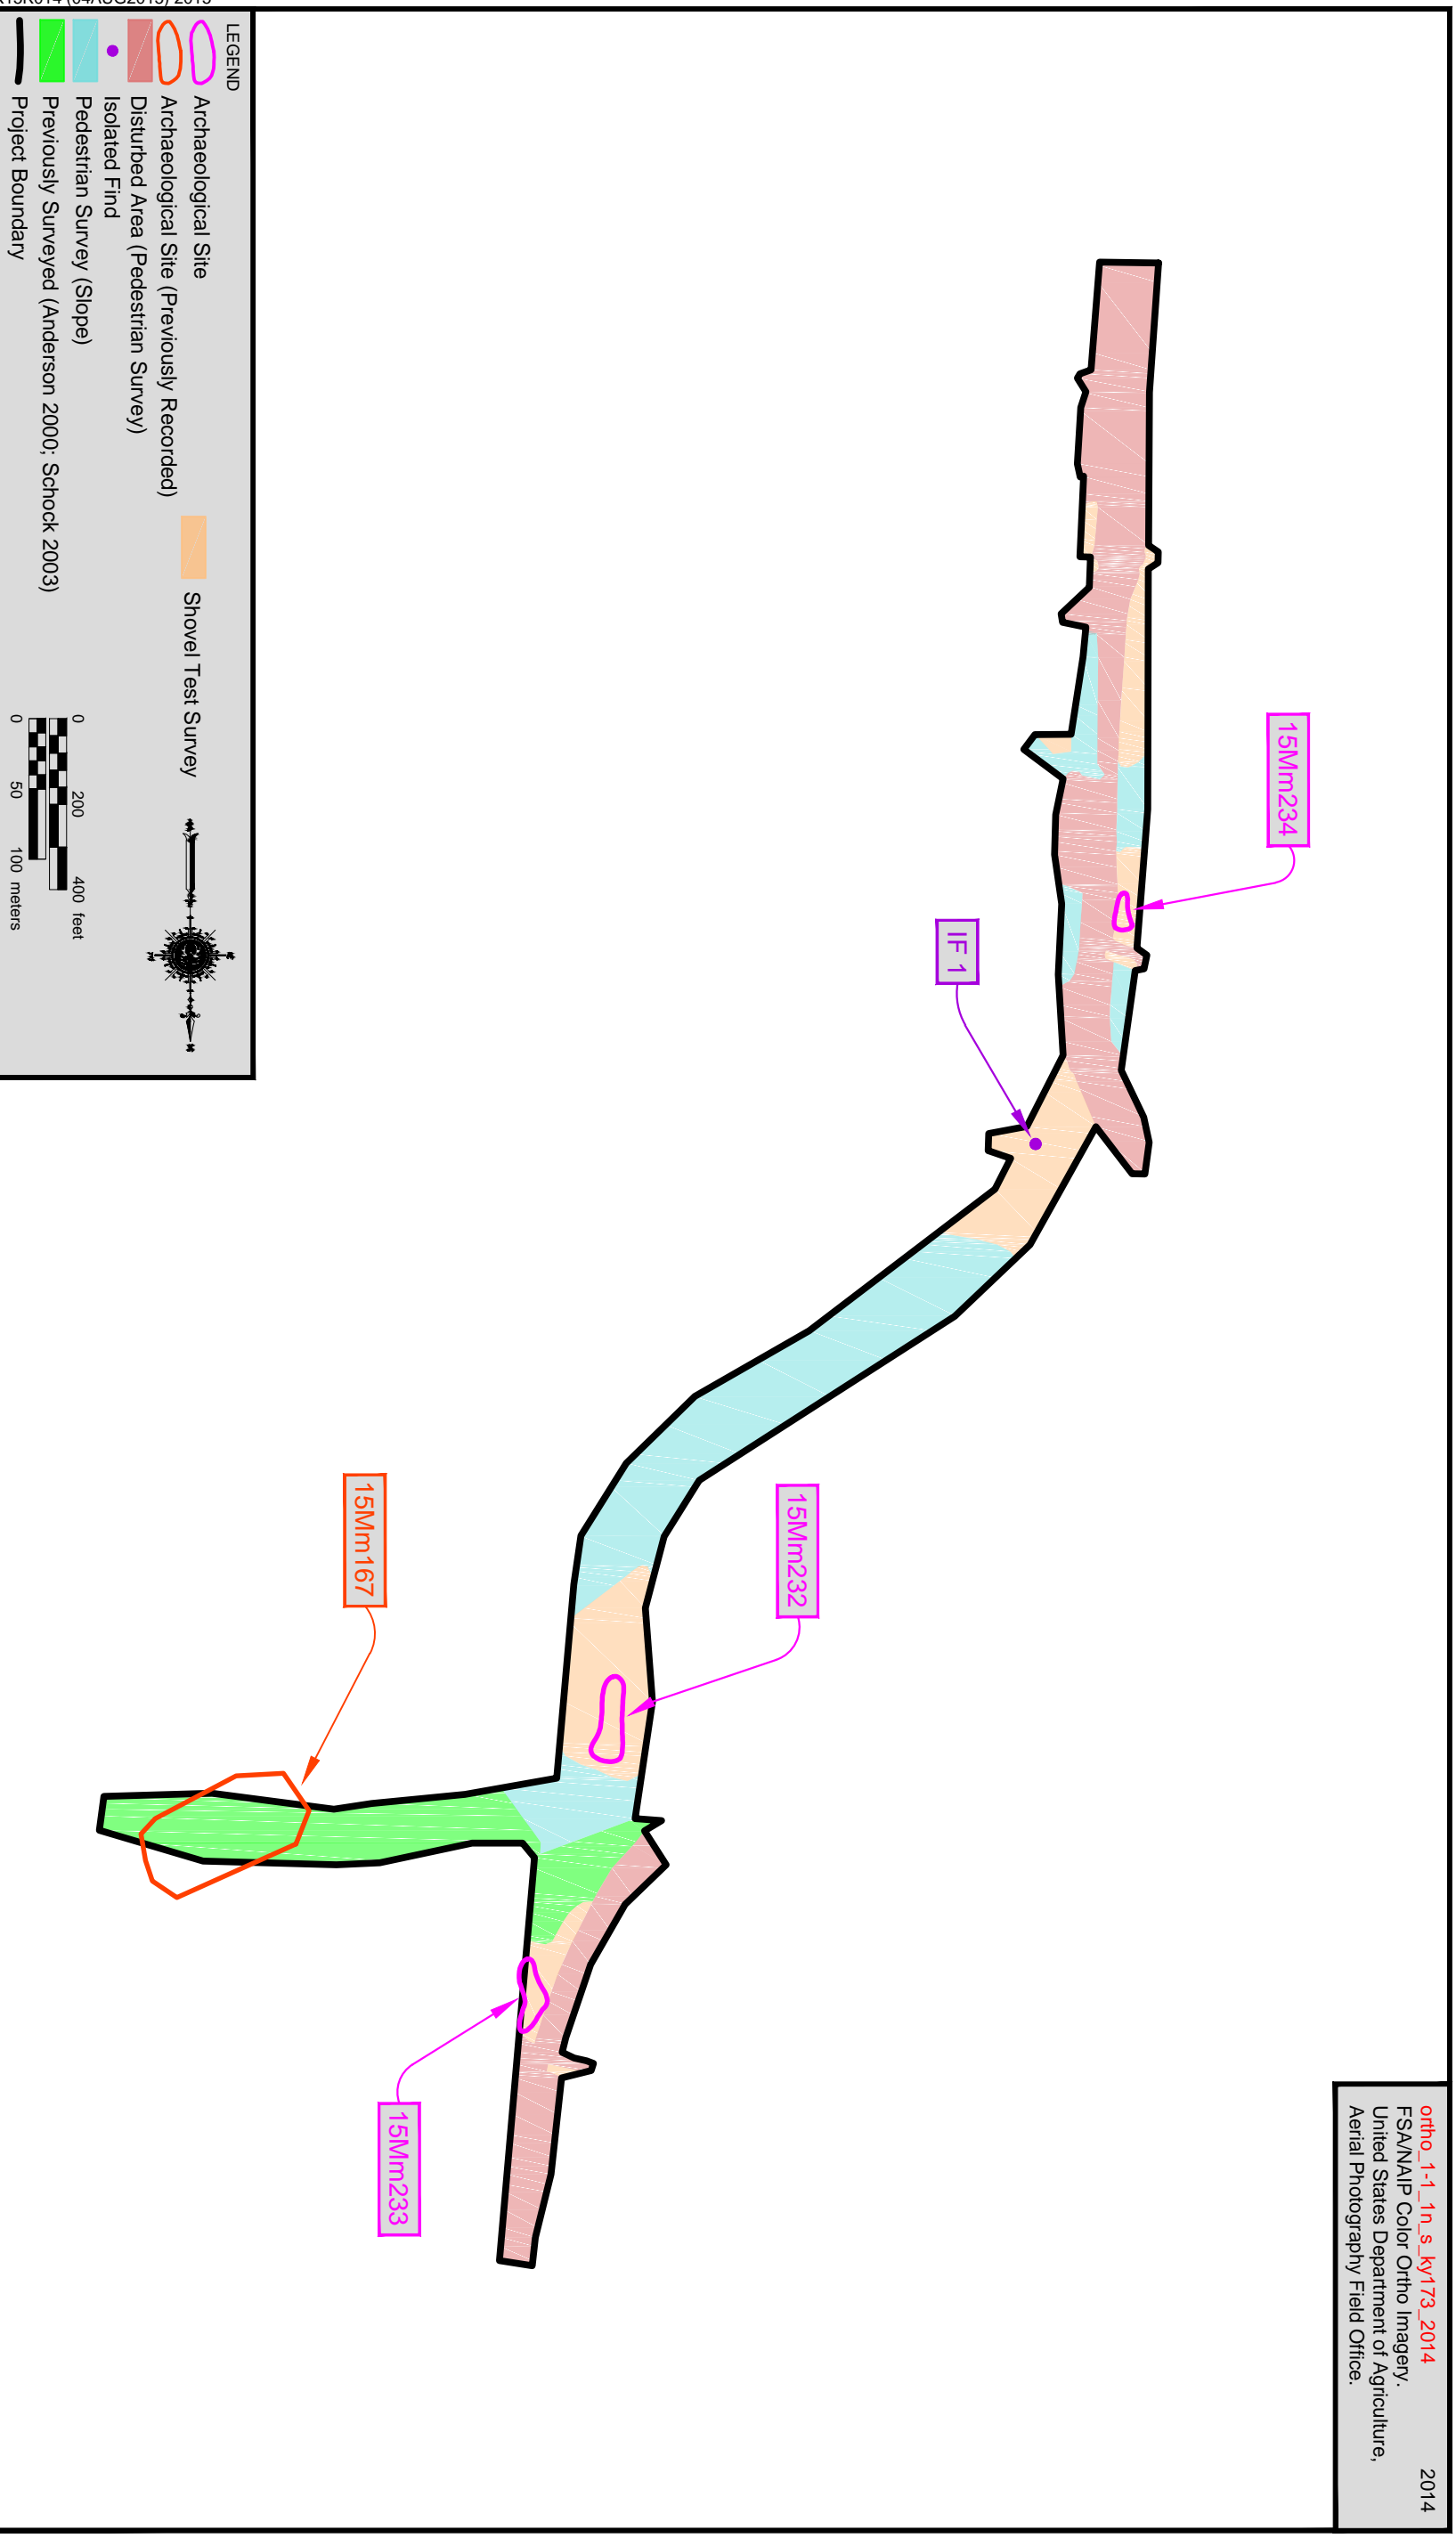 ortho_1-1_1n_s_ky173_2014 2014
FSA/NAIP Color Ortho Imagery.
United States Department of Agriculture,
Aerial Photography Field Office.
15Mm234
IF 1
15Mm232
15Mm167
15Mm233
LEGEND
Archaeological Site
Archaeological Site (Previously Recorded)
Disturbed Area (Pedestrian Survey)
Isolated Find
Pedestrian Survey (Slope)
Previously Surveyed (Anderson 2000; Schock 2003)
Project Boundary
Shovel Test Survey
0 200 400 feet
0 50 100 meters